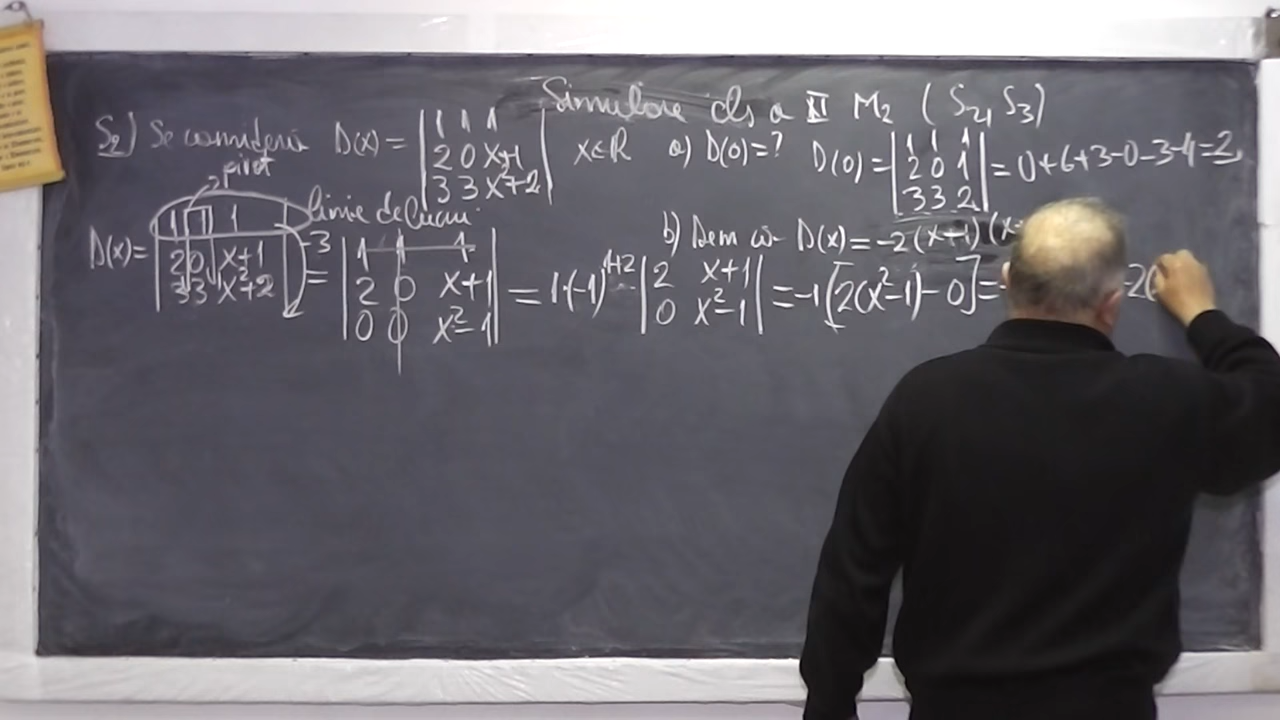 Simulare cls a XII M2 (S2, S3)
S2) Se consideră D(x) = |1 1 1; 2 0 x+1; 3 3 x²+2| x∈R a) D(0)=? D(0)=|1 1 1; 2 0 1; 3 3 2| = 0+6+3-0-3-4=2
pivot
linie de lucru
b) Dem că D(x)=-2(x+1)(x
D(x)=|1 1 1; 2 0 x+1; 3 3 x²+2| -3 = |1 1 1; 2 0 x+1; 0 0 x²-1| = 1·(-1)¹⁺² |2 x+1; 0 x²-1| = -1[2(x²-1)-0]= -2(